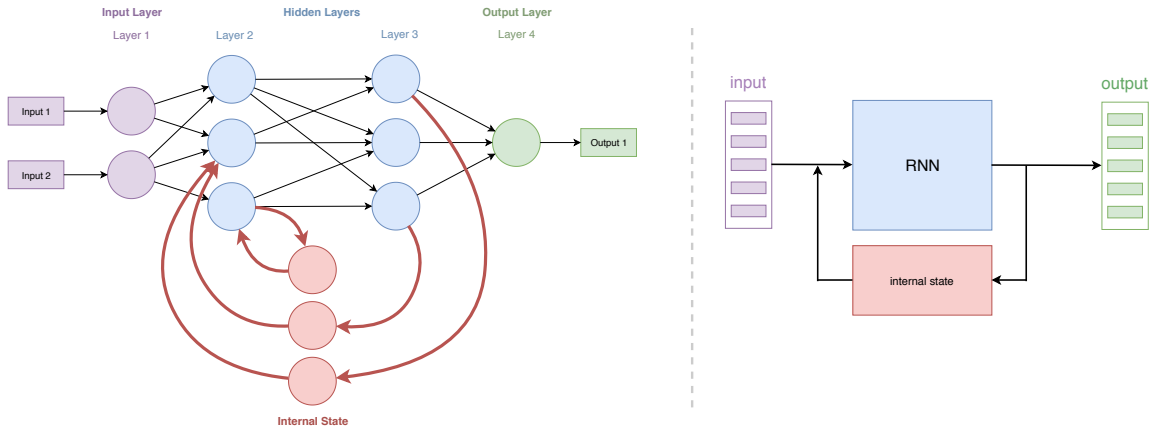 Input Layer
Hidden Layers
Output Layer
Layer 1
Layer 2
Layer 3
Layer 4
Input 1
Input 2
Output 1
Internal State
input
output
RNN
internal state